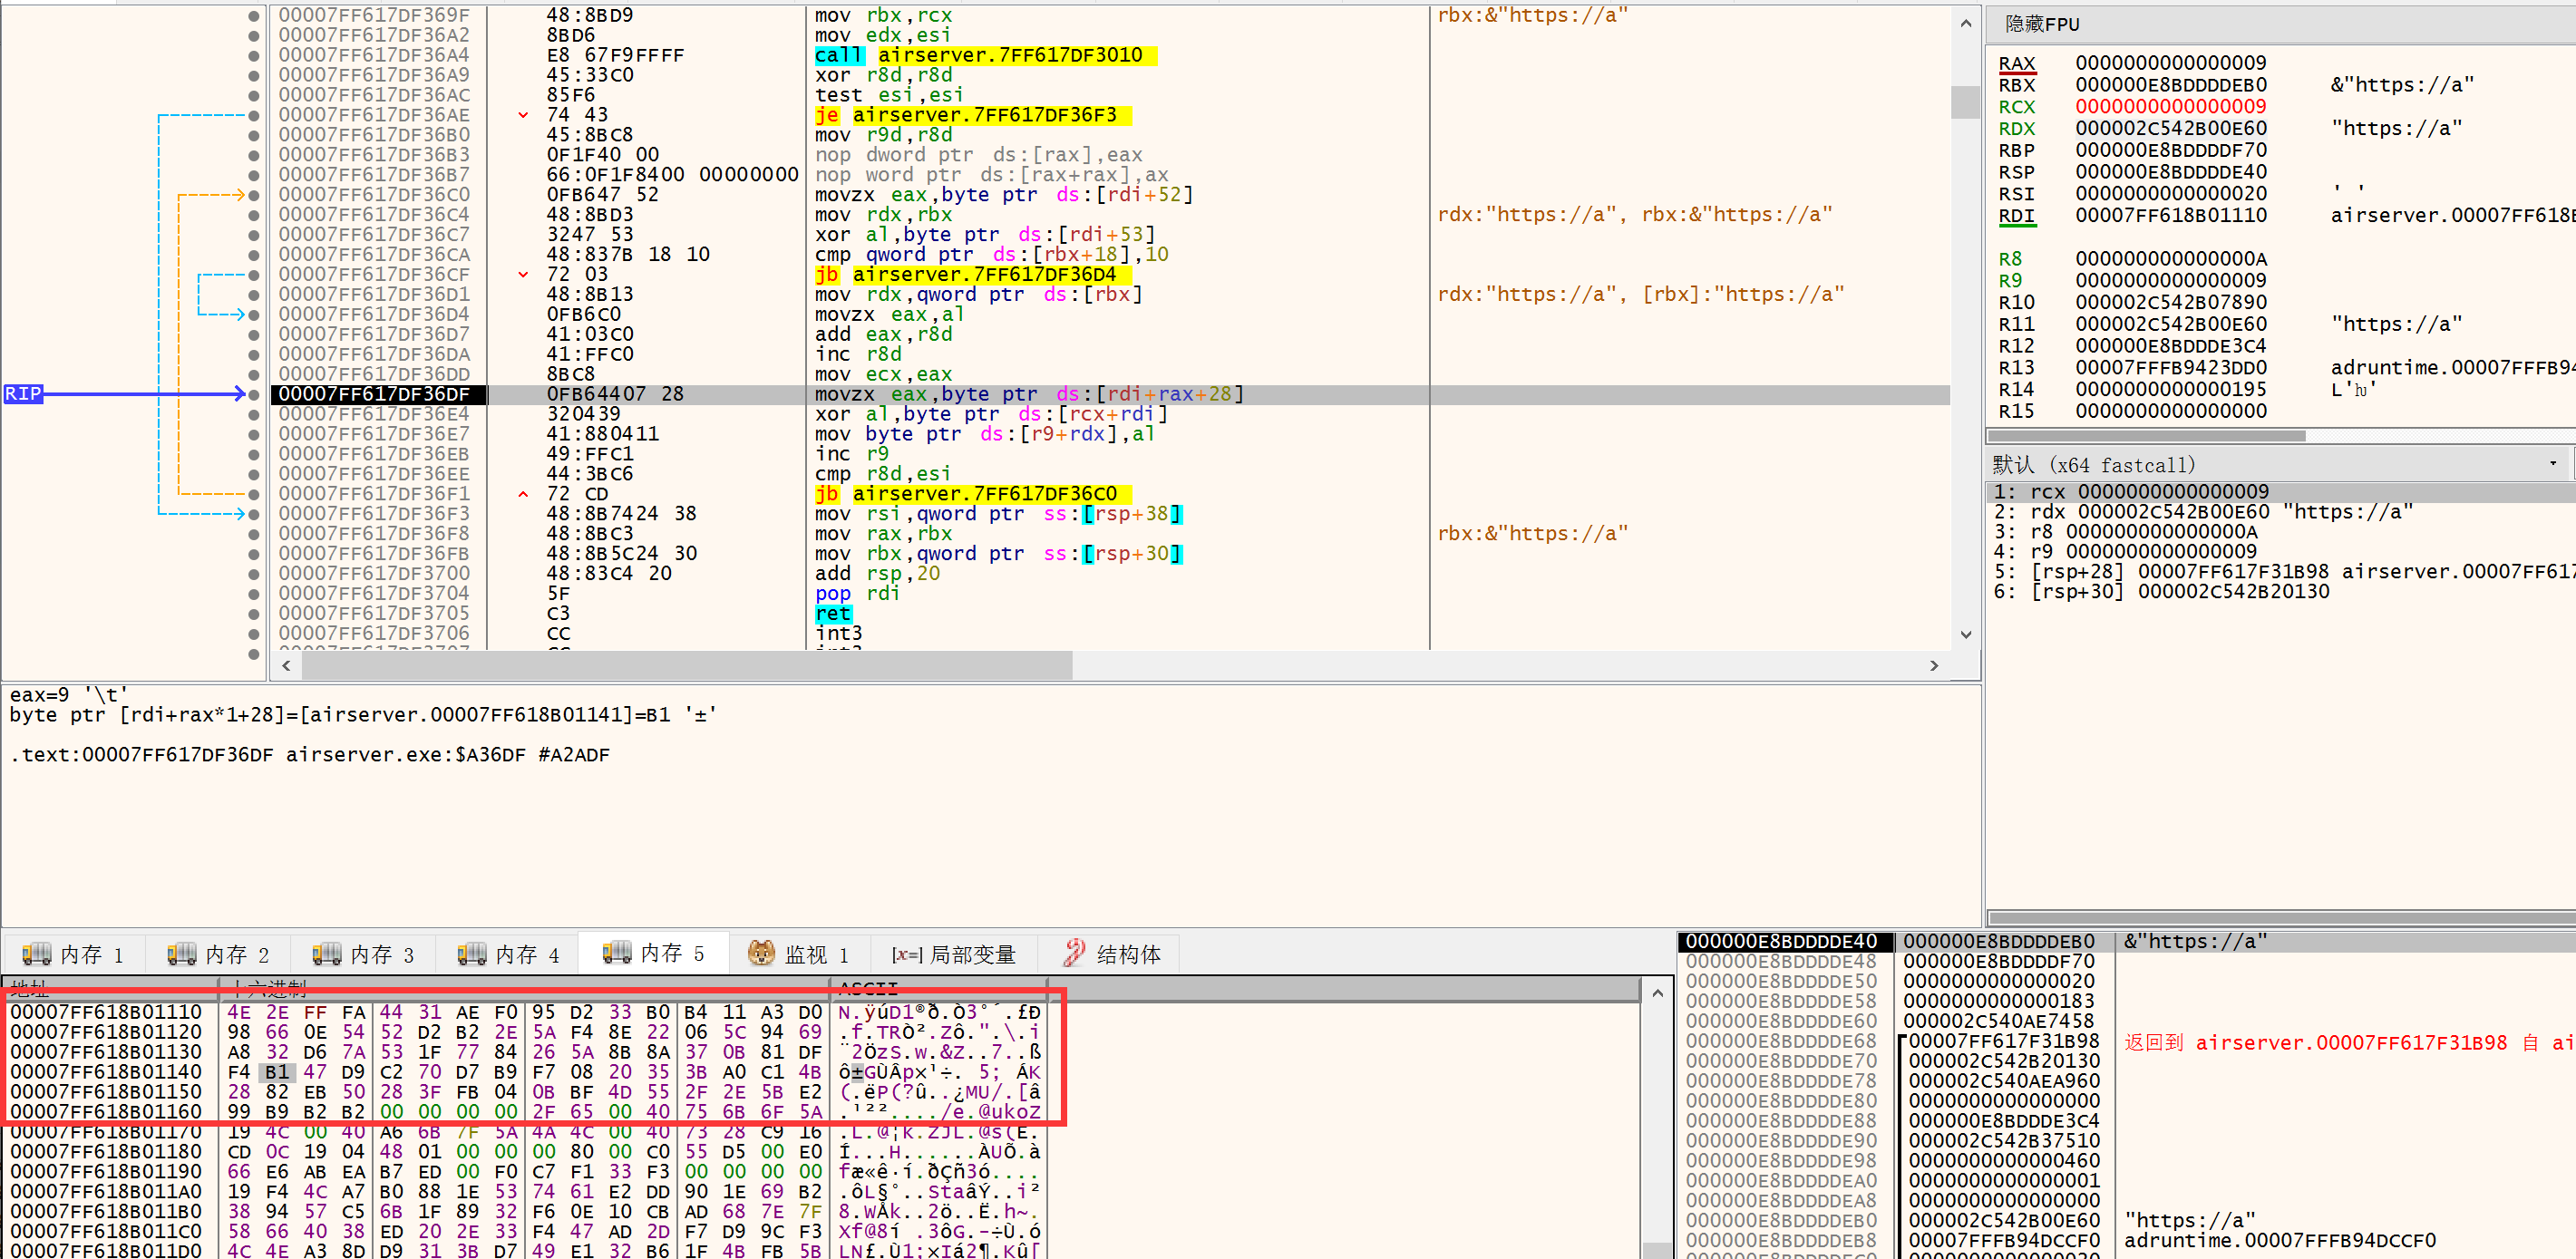 00007FF617DF369F 48:8BD9 mov rbx,rcx rbx:&"https://a"
00007FF617DF36A2 8BD6 mov edx,esi
00007FF617DF36A4 E8 67F9FFFF call airserver.7FF617DF3010
00007FF617DF36A9 45:33C0 xor r8d,r8d
00007FF617DF36AC 85F6 test esi,esi
00007FF617DF36AE 74 43 je airserver.7FF617DF36F3
00007FF617DF36B0 45:8BC8 mov r9d,r8d
00007FF617DF36B3 0F1F40 00 nop dword ptr ds:[rax],eax
00007FF617DF36B7 66:0F1F8400 00000000 nop word ptr ds:[rax+rax],ax
00007FF617DF36C0 0FB647 52 movzx eax,byte ptr ds:[rdi+52]
00007FF617DF36C4 48:8BD3 mov rdx,rbx rdx:"https://a", rbx:&"https://a"
00007FF617DF36C7 3247 53 xor al,byte ptr ds:[rdi+53]
00007FF617DF36CA 48:837B 18 10 cmp qword ptr ds:[rbx+18],10
00007FF617DF36CF 72 03 jb airserver.7FF617DF36D4
00007FF617DF36D1 48:8B13 mov rdx,qword ptr ds:[rbx] rdx:"https://a", [rbx]:"https://a"
00007FF617DF36D4 0FB6C0 movzx eax,al
00007FF617DF36D7 41:03C0 add eax,r8d
00007FF617DF36DA 41:FFC0 inc r8d
00007FF617DF36DD 8BC8 mov ecx,eax
RIP 00007FF617DF36DF 0FB64407 28 movzx eax,byte ptr ds:[rdi+rax+28]
00007FF617DF36E4 320439 xor al,byte ptr ds:[rcx+rdi]
00007FF617DF36E7 41:880411 mov byte ptr ds:[r9+rdx],al
00007FF617DF36EB 49:FFC1 inc r9
00007FF617DF36EE 44:3BC6 cmp r8d,esi
00007FF617DF36F1 72 CD jb airserver.7FF617DF36C0
00007FF617DF36F3 48:8B7424 38 mov rsi,qword ptr ss:[rsp+38]
00007FF617DF36F8 48:8BC3 mov rax,rbx rbx:&"https://a"
00007FF617DF36FB 48:8B5C24 30 mov rbx,qword ptr ss:[rsp+30]
00007FF617DF3700 48:83C4 20 add rsp,20
00007FF617DF3704 5F pop rdi
00007FF617DF3705 C3 ret
00007FF617DF3706 CC int3
隐藏FPU
RAX 0000000000000009
RBX 000000E8BDDDDEB0 &"https://a"
RCX 0000000000000009
RDX 000002C542B00E60 "https://a"
RBP 000000E8BDDDDF70
RSP 000000E8BDDDDE40
RSI 0000000000000020 ' '
RDI 00007FF618B01110 airserver.00007FF618B
R8 000000000000000A
R9 0000000000000009
R10 000002C542B07890
R11 000002C542B00E60 "https://a"
R12 000000E8BDDDE3C4
R13 00007FFFB9423DD0 adruntime.00007FFFB94
R14 0000000000000195
R15 0000000000000000
默认 (x64 fastcall)
1: rcx 0000000000000009
2: rdx 000002C542B00E60 "https://a"
3: r8 000000000000000A
4: r9 0000000000000009
5: [rsp+28] 00007FF617F31B98 airserver.00007FF617
6: [rsp+30] 000002C542B20130
eax=9 '\t'
byte ptr [rdi+rax*1+28]=[airserver.00007FF618B01141]=B1 '±'
.text:00007FF617DF36DF airserver.exe:$A36DF #A2ADF
内存 1 内存 2 内存 3 内存 4 内存 5 监视 1 [x=] 局部变量 结构体
地址 十六进制 ASCII
00007FF618B01110 4E 2E FF FA 44 31 AE F0 95 D2 33 B0 B4 11 A3 D0 N.ÿúD1®ð.Ò3°´.£Ð
00007FF618B01120 98 66 0E 54 52 D2 B2 2E 5A F4 8E 22 06 5C 94 69 .f.TRÒ².Zô.".\.i
00007FF618B01130 A8 32 D6 7A 53 1F 77 84 26 5A 8B 8A 37 0B 81 DF ¨2ÖzS.w.&Z..7..ß
00007FF618B01140 F4 B1 47 D9 C2 70 D7 B9 F7 08 20 35 3B A0 C1 4B ô±GÙÂp×¹÷. 5; ÁK
00007FF618B01150 28 82 EB 50 28 3F FB 04 0B BF 4D 55 2F 2E 5B E2 (.ëP(?û..¿MU/.[â
00007FF618B01160 99 B9 B2 B2 00 00 00 00 2F 65 00 40 75 6B 6F 5A .¹²²..../e.@ukoZ
00007FF618B01170 19 4C 00 40 A6 6B 7F 5A 4A 4C 00 40 73 28 C9 16 .L.@¦k.ZJL.@s(É.
00007FF618B01180 CD 0C 19 04 48 01 00 00 00 80 00 C0 55 D5 00 E0 Í...H......ÀUÕ.à
00007FF618B01190 66 E6 AB EA B7 ED 00 F0 C7 F1 33 F3 00 00 00 00 fæ«ê·í.ðÇñ3ó....
00007FF618B011A0 19 F4 4C A7 B0 88 1E 53 74 61 E2 DD 90 1E 69 B2 .ôL§°..StaâÝ..i²
00007FF618B011B0 38 94 57 C5 6B 1F 89 32 F6 0E 10 CB AD 68 7E 7F 8.WÅk..2ö..Ë.h~.
00007FF618B011C0 58 66 40 38 ED 20 2E 33 F4 47 AD 2D F7 D9 9C F3 Xf@8í .3ôG.-÷Ù.ó
00007FF618B011D0 4C 4E A3 8D D9 31 3B D7 49 E1 32 B6 1F 4B FB 5B LN£.Ù1;×Iá2¶.Kû[
000000E8BDDDDE40 000000E8BDDDDEB0 &"https://a"
000000E8BDDDDE48 000000E8BDDDDF70
000000E8BDDDDE50 0000000000000020
000000E8BDDDDE58 0000000000000183
000000E8BDDDDE60 000002C540AE7458
000000E8BDDDDE68 00007FF617F31B98 返回到 airserver.00007FF617F31B98 自 ai
000000E8BDDDDE70 000002C542B20130
000000E8BDDDDE78 000002C540AEA960
000000E8BDDDDE80 0000000000000000
000000E8BDDDDE88 000000E8BDDDE3C4
000000E8BDDDDE90 000002C542B37510
000000E8BDDDDE98 0000000000000460
000000E8BDDDDEA0 0000000000000001
000000E8BDDDDEA8 0000000000000000
000000E8BDDDDEB0 000002C542B00E60 "https://a"
000000E8BDDDDEB8 00007FFFB94DCCF0 adruntime.00007FFFB94DCCF0